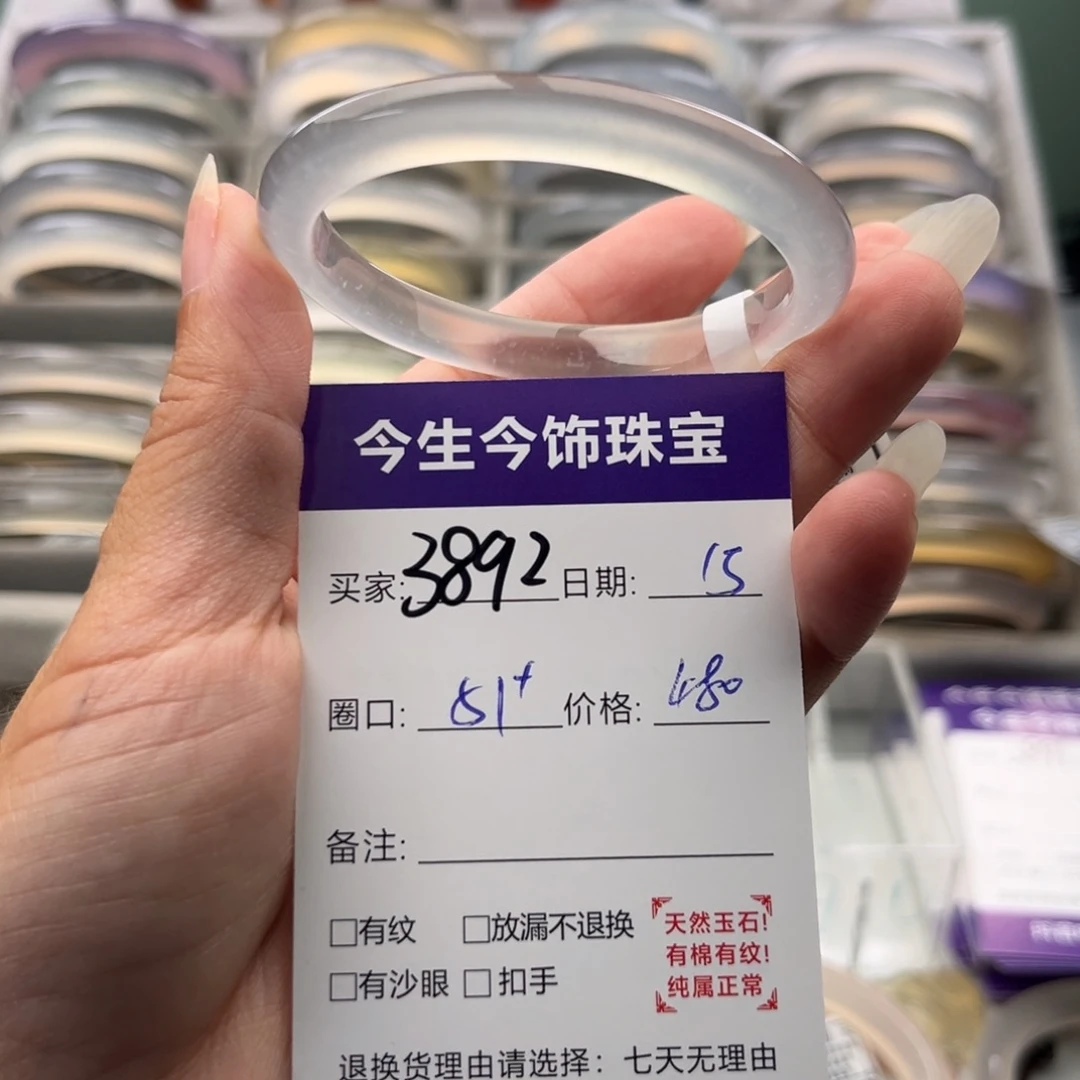 今生今饰珠宝
买家: 3892 日期: 15
圈口: 51+ 价格: 480
备注:
□有纹 □放漏不退换
□有沙眼 □扣手
天然玉石!
有棉有纹!
纯属正常
退换货理由请选择：七天无理由